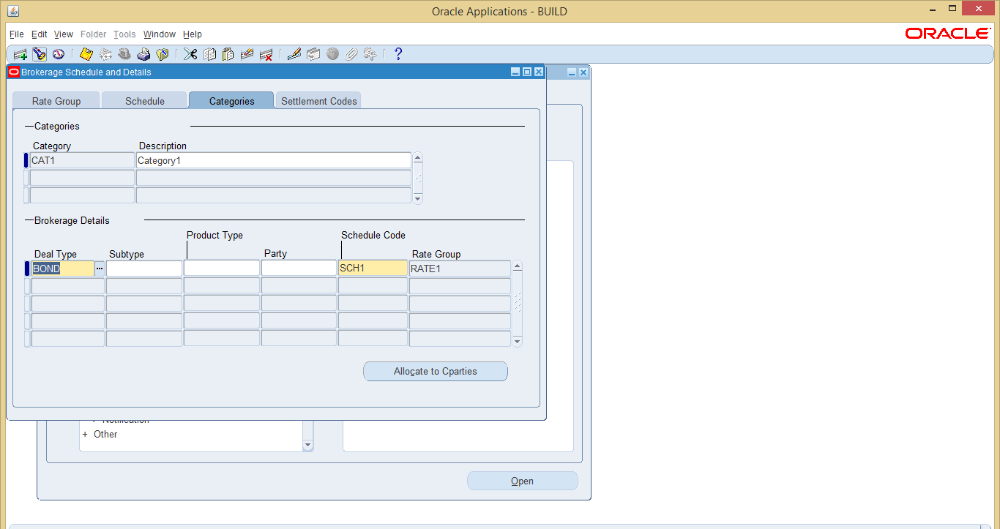 Oracle Applications - BUILD
File Edit View Folder Tools Window Help
ORACLE
Brokerage Schedule and Details
Rate Group Schedule Categories Settlement Codes
Categories
Category Description
CAT1 Category1
Brokerage Details
Product Type Schedule Code
Deal Type Subtype Party Rate Group
BOND ... SCH1 RATE1
Allocate to Cparties
Notification
+ Other
Open